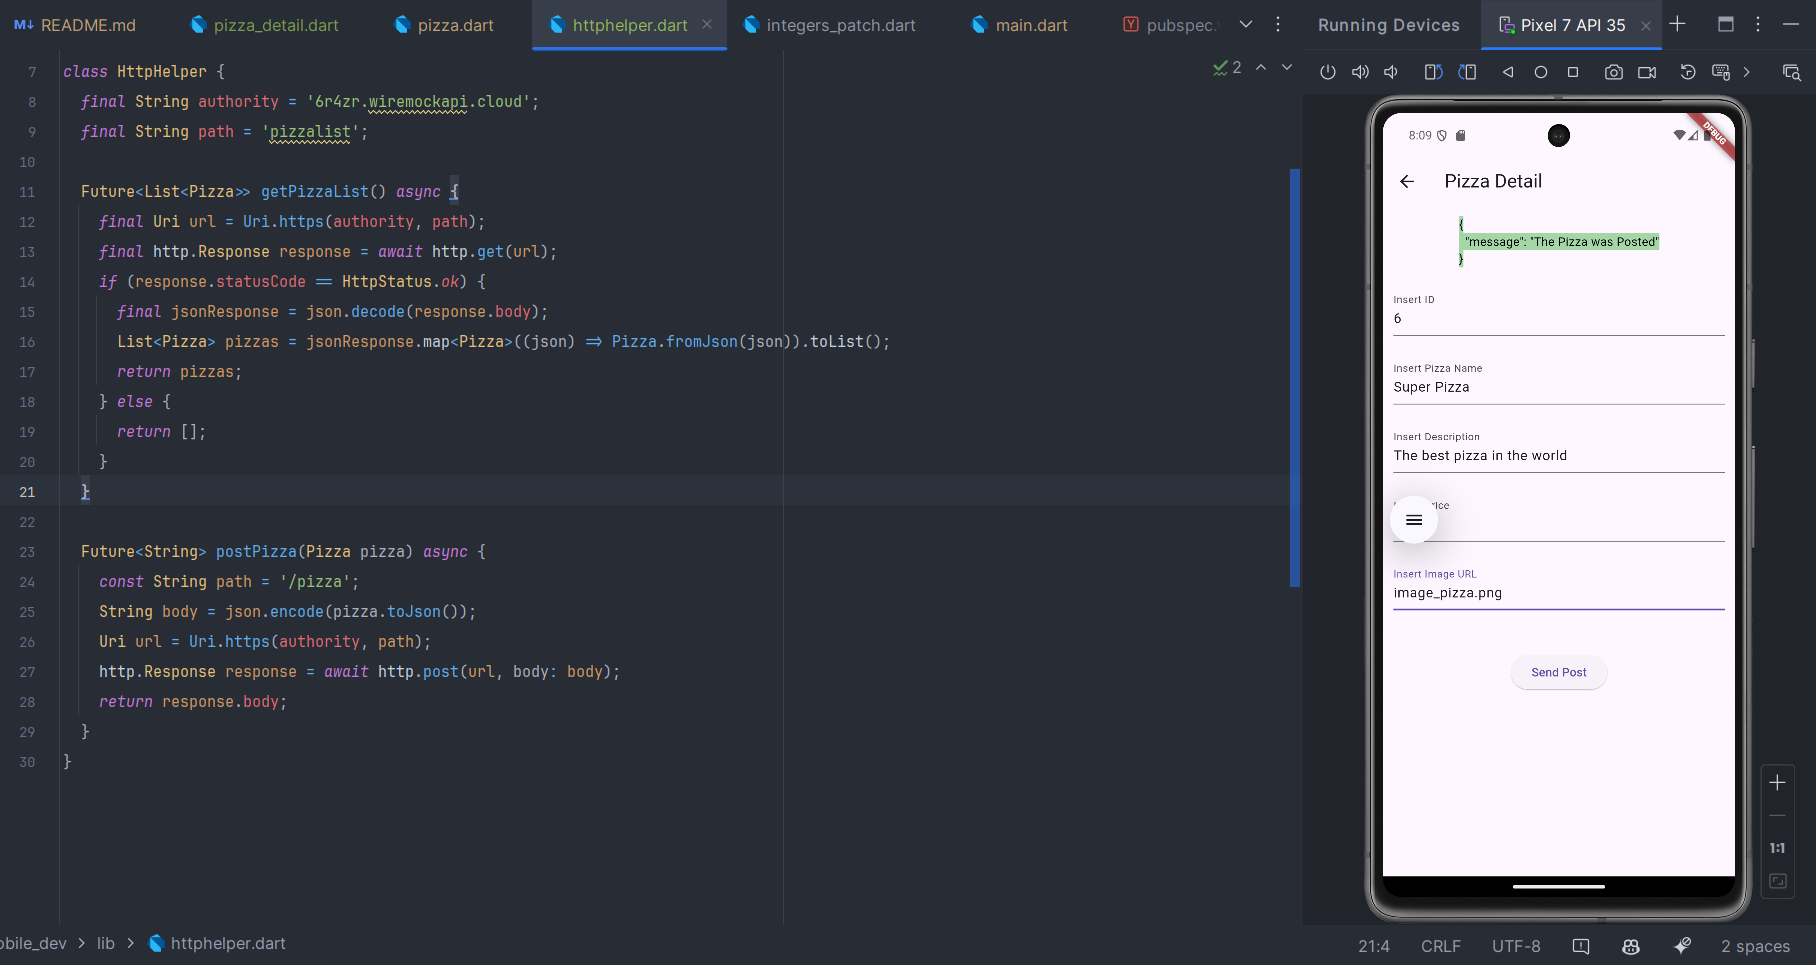 M↓ README.md
pizza_detail.dart
pizza.dart
httphelper.dart
integers_patch.dart
main.dart
pubspec.
Running Devices
Pixel 7 API 35
2
7 class HttpHelper {
8 final String authority = '6r4zr.wiremockapi.cloud';
9 final String path = 'pizzalist';
10
11 Future<List<Pizza>> getPizzaList() async {
12 final Uri url = Uri.https(authority, path);
13 final http.Response response = await http.get(url);
14 if (response.statusCode == HttpStatus.ok) {
15 final jsonResponse = json.decode(response.body);
16 List<Pizza> pizzas = jsonResponse.map<Pizza>((json) => Pizza.fromJson(json)).toList();
17 return pizzas;
18 } else {
19 return [];
20 }
21 }
22
23 Future<String> postPizza(Pizza pizza) async {
24 const String path = '/pizza';
25 String body = json.encode(pizza.toJson());
26 Uri url = Uri.https(authority, path);
27 http.Response response = await http.post(url, body: body);
28 return response.body;
29 }
30 }
8:09
DEBUG
Pizza Detail
{
"message": "The Pizza was Posted"
}
Insert ID
6
Insert Pizza Name
Super Pizza
Insert Description
The best pizza in the world
Insert Image URL
image_pizza.png
Send Post
1:1
obile_dev > lib > httphelper.dart
21:4 CRLF UTF-8 2 spaces